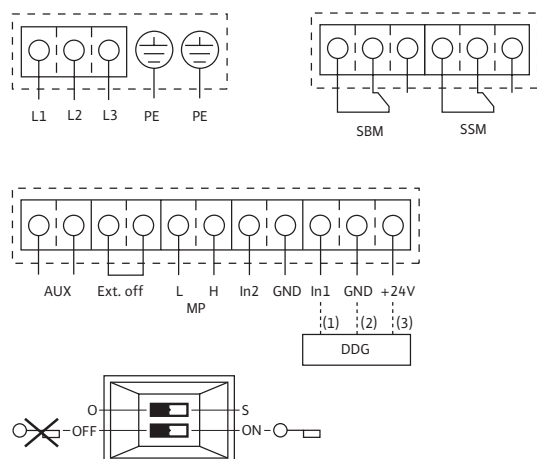 L1 L2 L3 PE PE
SBM SSM
AUX Ext. off L H In2 GND In1 GND +24V
MP
(1) (2) (3)
DDG
O S
OFF ON